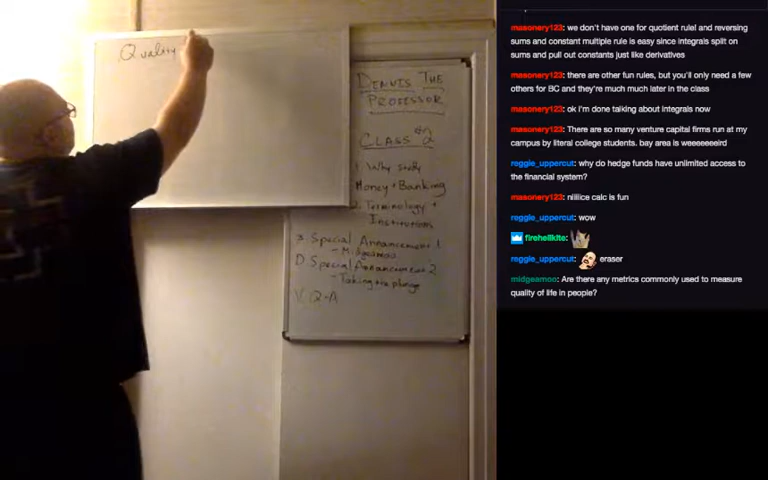 Quality
DENNIS THE
PROFESSOR
CLASS
1. Why Study
Money + Banking
2. Terminology +
Institutions
3 Special Announcement 1
- Midgeamoo
D Special Announcement 2
- Taking the plunge
V. Q-A
masonery123: we don't have one for quotient rule! and reversing
sums and constant multiple rule is easy since integrals split on
sums and pull out constants just like derivatives
masonery123: there are other fun rules, but you'll only need a few
others for BC and they're much much later in the class
masonery123: ok i'm done talking about integrals now
masonery123: There are so many venture capital firms run at my
campus by literal college students. bay area is weeeeeeeird
reggie_uppercut: why do hedge funds have unlimited access to
the financial system?
masonery123: niiiice calc is fun
reggie_uppercut: wow
firehellkite:
reggie_uppercut: eraser
midgeamoo: Are there any metrics commonly used to measure
quality of life in people?